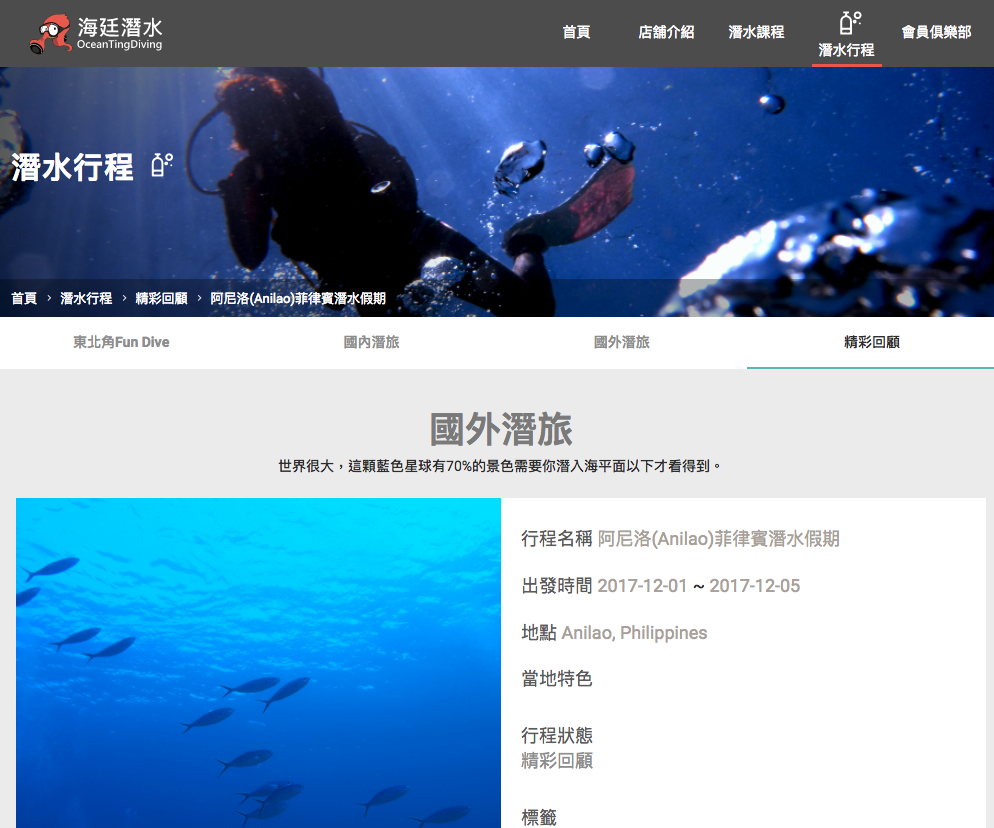 海廷潛水
OceanTingDiving
首頁
店舖介紹
潛水課程
潛水行程
會員俱樂部
潛水行程
首頁 › 潛水行程 › 精彩回顧 › 阿尼洛(Anilao)菲律賓潛水假期
東北角Fun Dive
國內潛旅
國外潛旅
精彩回顧
國外潛旅
世界很大，這顆藍色星球有70%的景色需要你潛入海平面以下才看得到。
行程名稱 阿尼洛(Anilao)菲律賓潛水假期
出發時間 2017-12-01 ~ 2017-12-05
地點 Anilao, Philippines
當地特色
行程狀態
精彩回顧
標籤